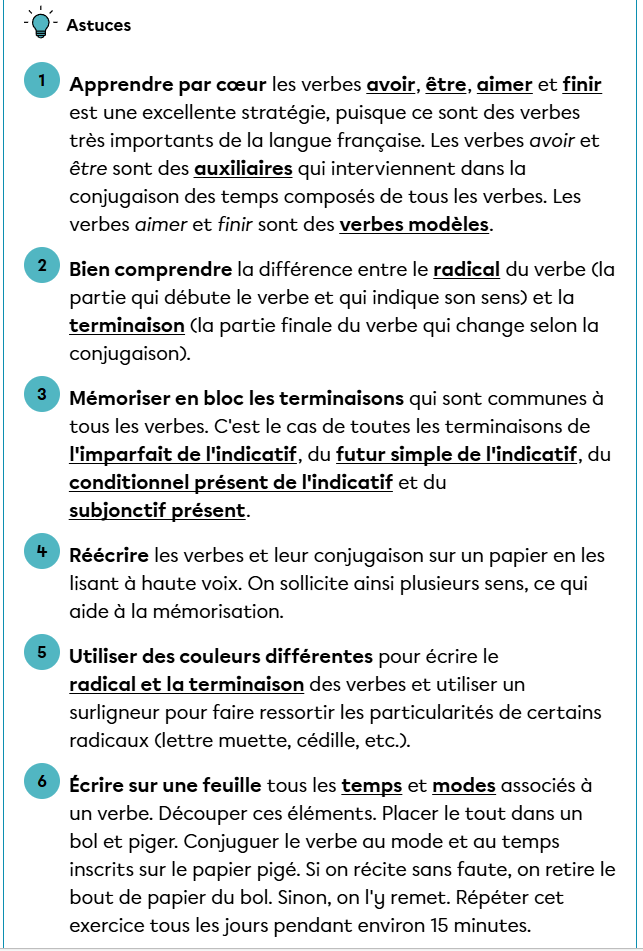 Astuces
1
Apprendre par cœur les verbes avoir, être, aimer et finir
est une excellente stratégie, puisque ce sont des verbes
très importants de la langue française. Les verbes avoir et
être sont des auxiliaires qui interviennent dans la
conjugaison des temps composés de tous les verbes. Les
verbes aimer et finir sont des verbes modèles.
2
Bien comprendre la différence entre le radical du verbe (la
partie qui débute le verbe et qui indique son sens) et la
terminaison (la partie finale du verbe qui change selon la
conjugaison).
3
Mémoriser en bloc les terminaisons qui sont communes à
tous les verbes. C'est le cas de toutes les terminaisons de
l'imparfait de l'indicatif, du futur simple de l'indicatif, du
conditionnel présent de l'indicatif et du
subjonctif présent.
4
Réécrire les verbes et leur conjugaison sur un papier en les
lisant à haute voix. On sollicite ainsi plusieurs sens, ce qui
aide à la mémorisation.
5
Utiliser des couleurs différentes pour écrire le
radical et la terminaison des verbes et utiliser un
surligneur pour faire ressortir les particularités de certains
radicaux (lettre muette, cédille, etc.).
6
Écrire sur une feuille tous les temps et modes associés à
un verbe. Découper ces éléments. Placer le tout dans un
bol et piger. Conjuguer le verbe au mode et au temps
inscrits sur le papier pigé. Si on récite sans faute, on retire le
bout de papier du bol. Sinon, on l'y remet. Répéter cet
exercice tous les jours pendant environ 15 minutes.